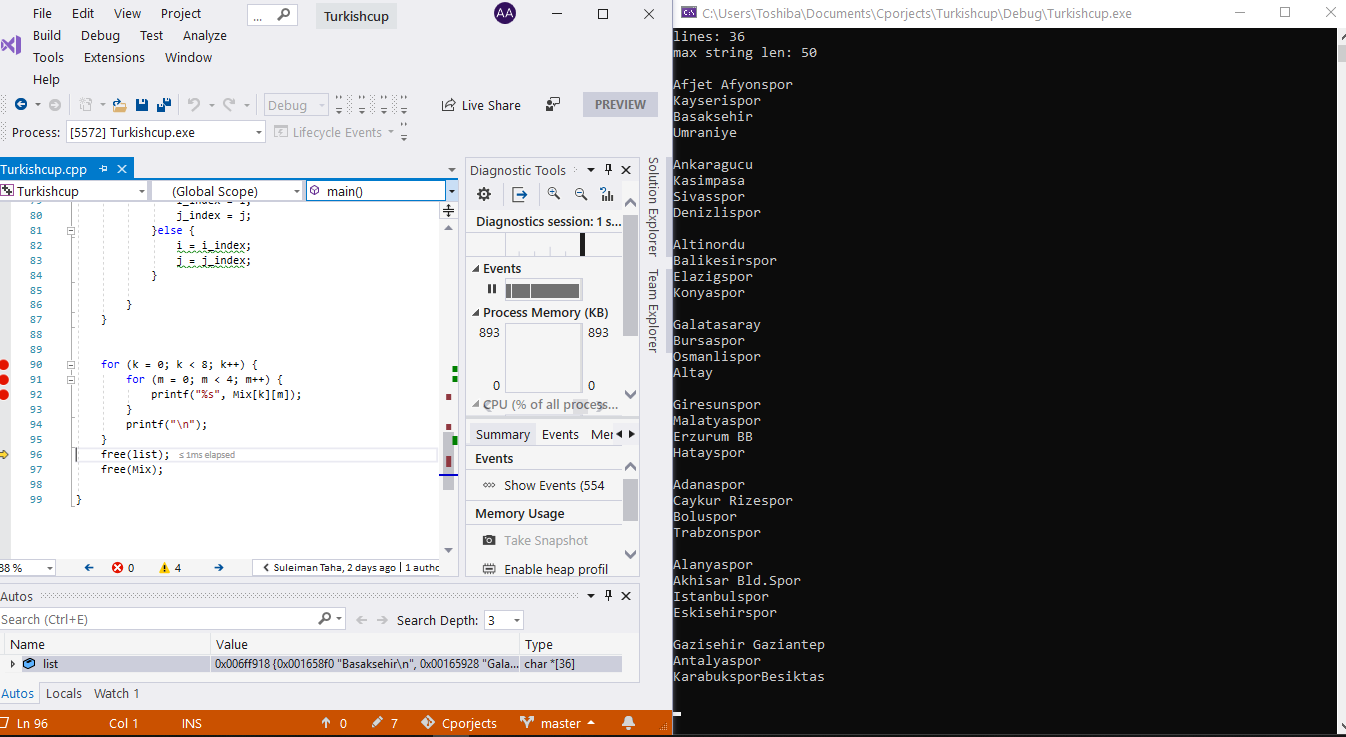 File Edit View Project
... Turkishcup
AA
Build Debug Test Analyze
Tools Extensions Window
Help
Debug
Live Share
PREVIEW
Process: [5572] Turkishcup.exe
Lifecycle Events
Turkishcup.cpp
Turkishcup (Global Scope) main()
80 j_index = j;
81 }else {
82 i = i_index;
83 j = j_index;
84 }
85
86 }
87 }
88
89
90 for (k = 0; k < 8; k++) {
91 for (m = 0; m < 4; m++) {
92 printf("%s", Mix[k][m]);
93 }
94 printf("\n");
95 }
96 free(list); ≤ 1ms elapsed
97 free(Mix);
98
99 }
88 %
0
4
Suleiman Taha, 2 days ago | 1 autho
Diagnostic Tools
Diagnostics session: 1 s...
Events
Process Memory (KB)
893 893
0 0
CPU (% of all process...
Summary Events Mer
Events
Show Events (554
Memory Usage
Take Snapshot
Enable heap profil
Solution Explorer
Team Explorer
Autos
Search (Ctrl+E)
Search Depth: 3
Name Value Type
list 0x006ff918 {0x001658f0 "Basaksehir\n", 0x00165928 "Gala... char *[36]
Autos Locals Watch 1
Ln 96 Col 1 INS 0 7 Cporjects master
C:\Users\Toshiba\Documents\Cporjects\Turkishcup\Debug\Turkishcup.exe
lines: 36
max string len: 50
Afjet Afyonspor
Kayserispor
Basaksehir
Umraniye
Ankaragucu
Kasimpasa
Sivasspor
Denizlispor
Altinordu
Balikesirspor
Elazigspor
Konyaspor
Galatasaray
Bursaspor
Osmanlispor
Altay
Giresunspor
Malatyaspor
Erzurum BB
Hatayspor
Adanaspor
Caykur Rizespor
Boluspor
Trabzonspor
Alanyaspor
Akhisar Bld.Spor
Istanbulspor
Eskisehirspor
Gazisehir Gaziantep
Antalyaspor
KarabuksporBesiktas